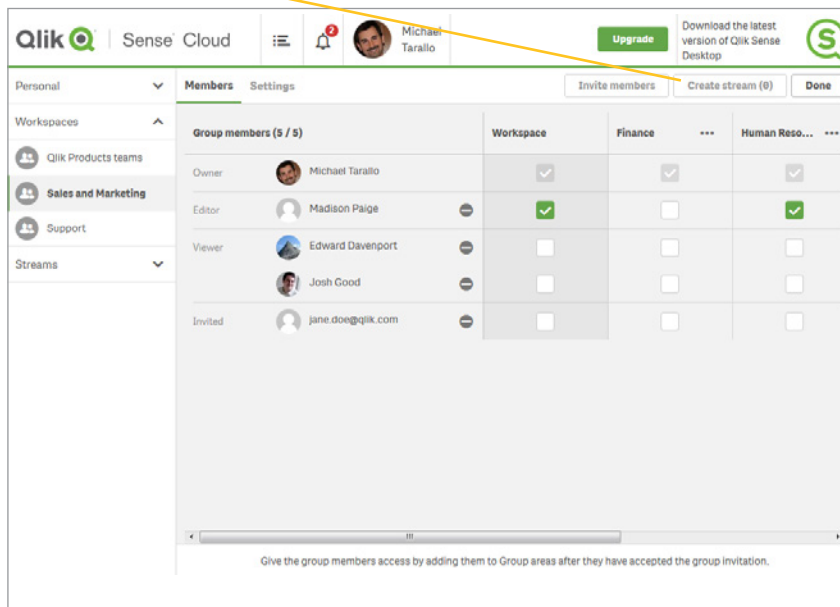 Qlik Q Sense Cloud
2
Michael
Tarallo
Upgrade
Download the latest
version of Qlik Sense
Desktop
S
Personal
Members Settings
Invite members
Create stream (0)
Done
Workspaces
Group members (5 / 5)
Workspace
Finance
•••
Human Reso...
•••
Qlik Products teams
Owner
Michael Tarallo
Sales and Marketing
Editor
Madison Paige
Support
Viewer
Edward Davenport
Streams
Josh Good
Invited
jane.doe@qlik.com
Give the group members access by adding them to Group areas after they have accepted the group invitation.